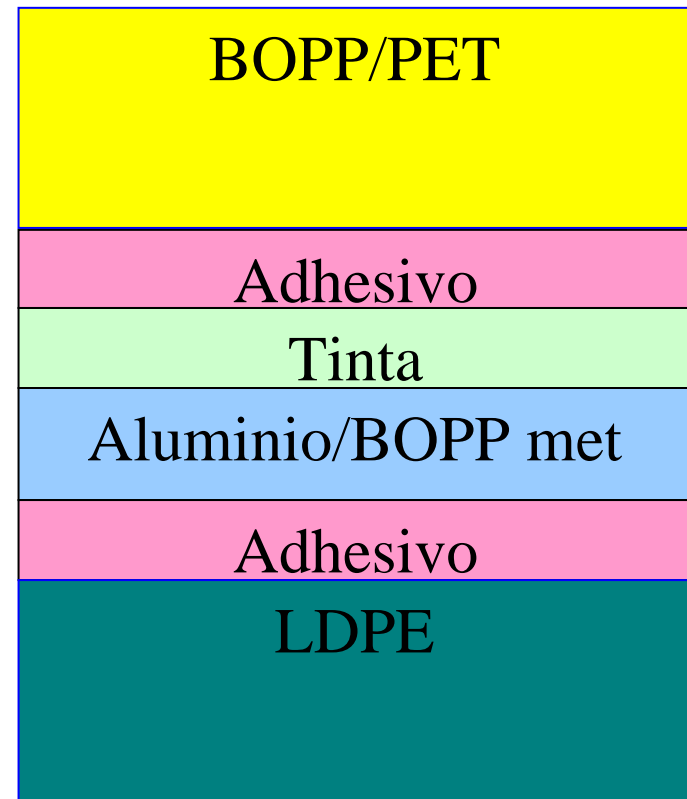 BOPP/PET
Adhesivo
Tinta
Aluminio/BOPP met
Adhesivo
LDPE